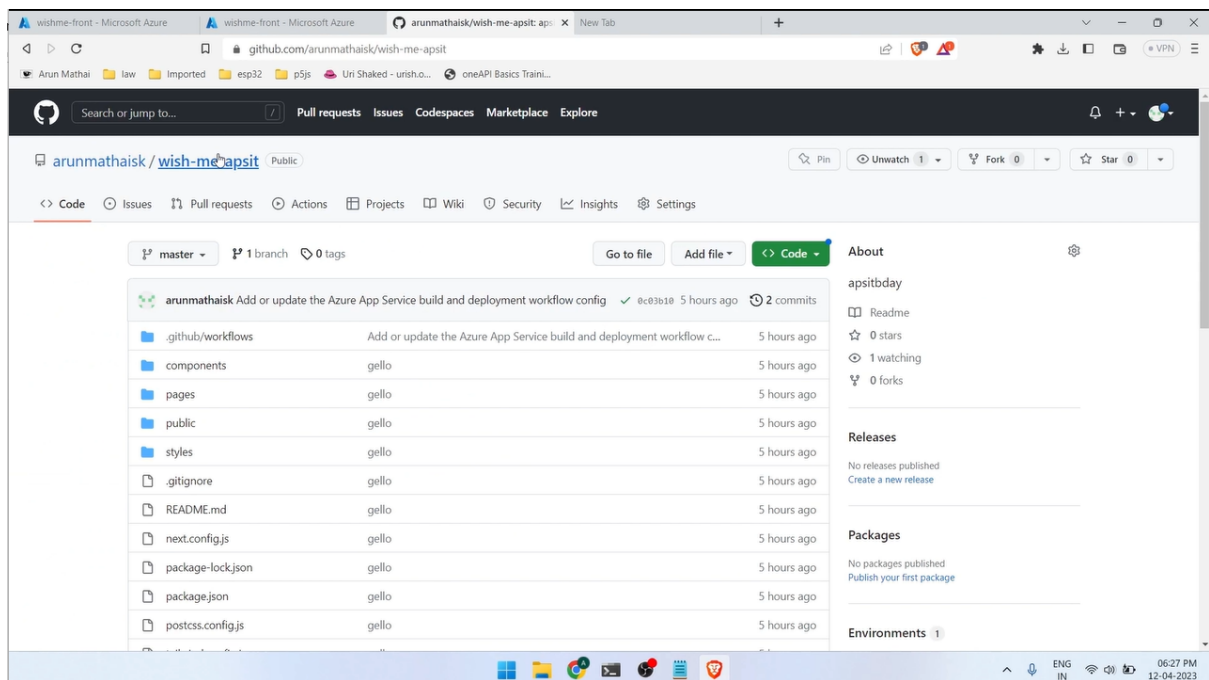 wishme-front - Microsoft Azure
wishme-front - Microsoft Azure
arunmathaisk/wish-me-apsit: aps
New Tab
github.com/arunmathaisk/wish-me-apsit
VPN
Arun Mathai law Imported esp32 p5js Uri Shaked - urish.o... oneAPI Basics Traini...
Search or jump to... / Pull requests Issues Codespaces Marketplace Explore
arunmathaisk / wish-me-apsit Public
Pin Unwatch 1 Fork 0 Star 0
<> Code Issues Pull requests Actions Projects Wiki Security Insights Settings
master 1 branch 0 tags Go to file Add file <> Code
arunmathaisk Add or update the Azure App Service build and deployment workflow config 0c03b10 5 hours ago 2 commits
.github/workflows Add or update the Azure App Service build and deployment workflow c... 5 hours ago
components gello 5 hours ago
pages gello 5 hours ago
public gello 5 hours ago
styles gello 5 hours ago
.gitignore gello 5 hours ago
README.md gello 5 hours ago
next.config.js gello 5 hours ago
package-lock.json gello 5 hours ago
package.json gello 5 hours ago
postcss.config.js gello 5 hours ago
About
apsitbday
Readme
0 stars
1 watching
0 forks
Releases
No releases published
Create a new release
Packages
No packages published
Publish your first package
Environments 1
ENG
IN
06:27 PM
12-04-2023